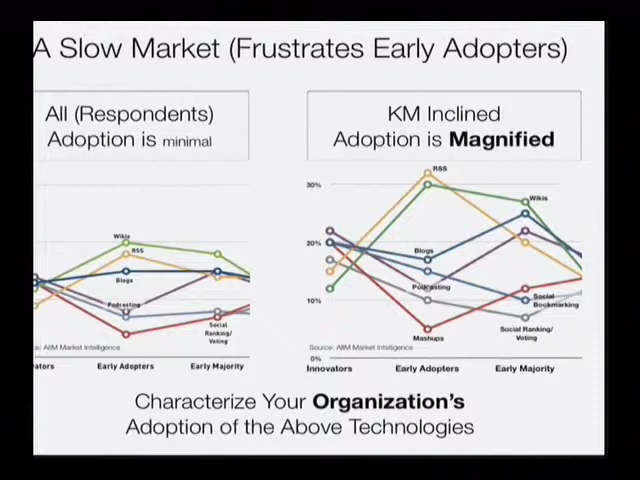 A Slow Market (Frustrates Early Adopters)
All (Respondents)
Adoption is minimal
Wikis
RSS
Blogs
Podcasting
Social
Ranking/
Voting
e: AIIM Market Intelligence
ators
Early Adopters
Early Majority
KM Inclined
Adoption is Magnified
30%
20%
10%
0%
RSS
Wikis
Blogs
Podcasting
Social
Bookmarking
Mashups
Social Ranking/
Voting
Source: AIIM Market Intelligence
Innovators
Early Adopters
Early Majority
Characterize Your Organization's
Adoption of the Above Technologies